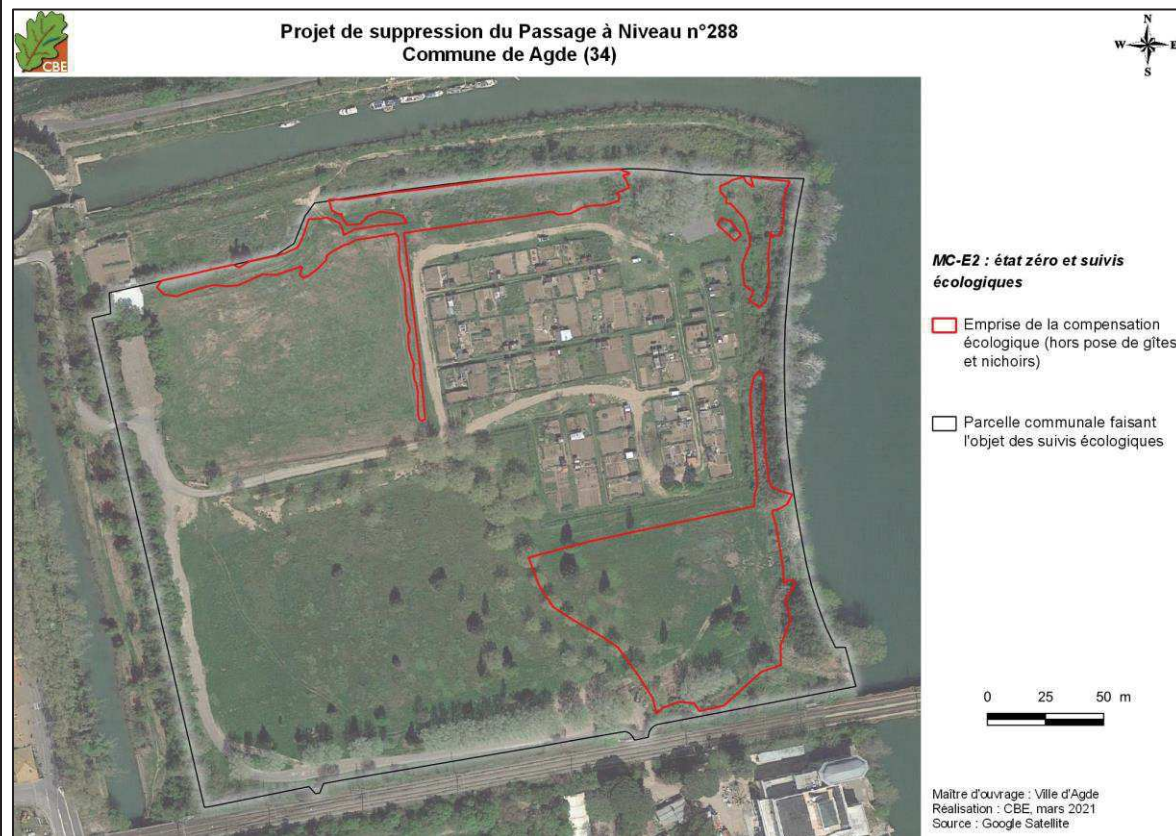 CBE
Projet de suppression du Passage à Niveau n°288
Commune de Agde (34)
N
W E
S
MC-E2 : état zéro et suivis
écologiques
Emprise de la compensation
écologique (hors pose de gîtes
et nichoirs)
Parcelle communale faisant
l'objet des suivis écologiques
0 25 50 m
Maître d'ouvrage : Ville d'Agde
Réalisation : CBE, mars 2021
Source : Google Satellite